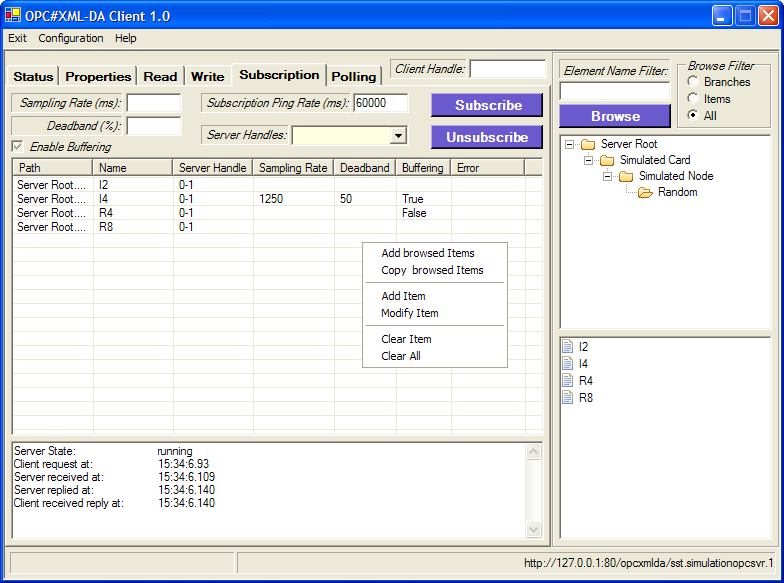 OPC#XML-DA Client 1.0
Exit Configuration Help
Status Properties Read Write Subscription Polling
Client Handle:
Sampling Rate (ms):
Subscription Ping Rate (ms): 60000
Subscribe
Deadband (%):
Server Handles:
Unsubscribe
Enable Buffering
Path Name Server Handle Sampling Rate Deadband Buffering Error
Server Root.... I2 0-1
Server Root.... I4 0-1 1250 50 True
Server Root.... R4 0-1 False
Server Root.... R8 0-1
Add browsed Items
Copy browsed Items
Add Item
Modify Item
Clear Item
Clear All
Server State: running
Client request at: 15:34:6.93
Server received at: 15:34:6.109
Server replied at: 15:34:6.140
Client received reply at: 15:34:6.140
Element Name Filter:
Browse
Browse Filter
Branches
Items
All
Server Root
Simulated Card
Simulated Node
Random
I2
I4
R4
R8
http://127.0.0.1:80/opcxmlda/sst.simulationopcsvr.1